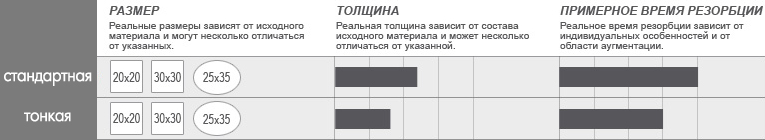 РАЗМЕР
Реальные размеры зависят от исходного
материала и могут несколько отличаться
от указанных.
ТОЛЩИНА
Реальная толщина зависит от состава
исходного материала и может несколько
отличаться от указанной.
ПРИМЕРНОЕ ВРЕМЯ РЕЗОРБЦИИ
Реальное время резорбции зависит от
индивидуальных особенностей и от
области аугментации.
стандартная 20x20 30x30 25x35
тонкая 20x20 30x30 25x35